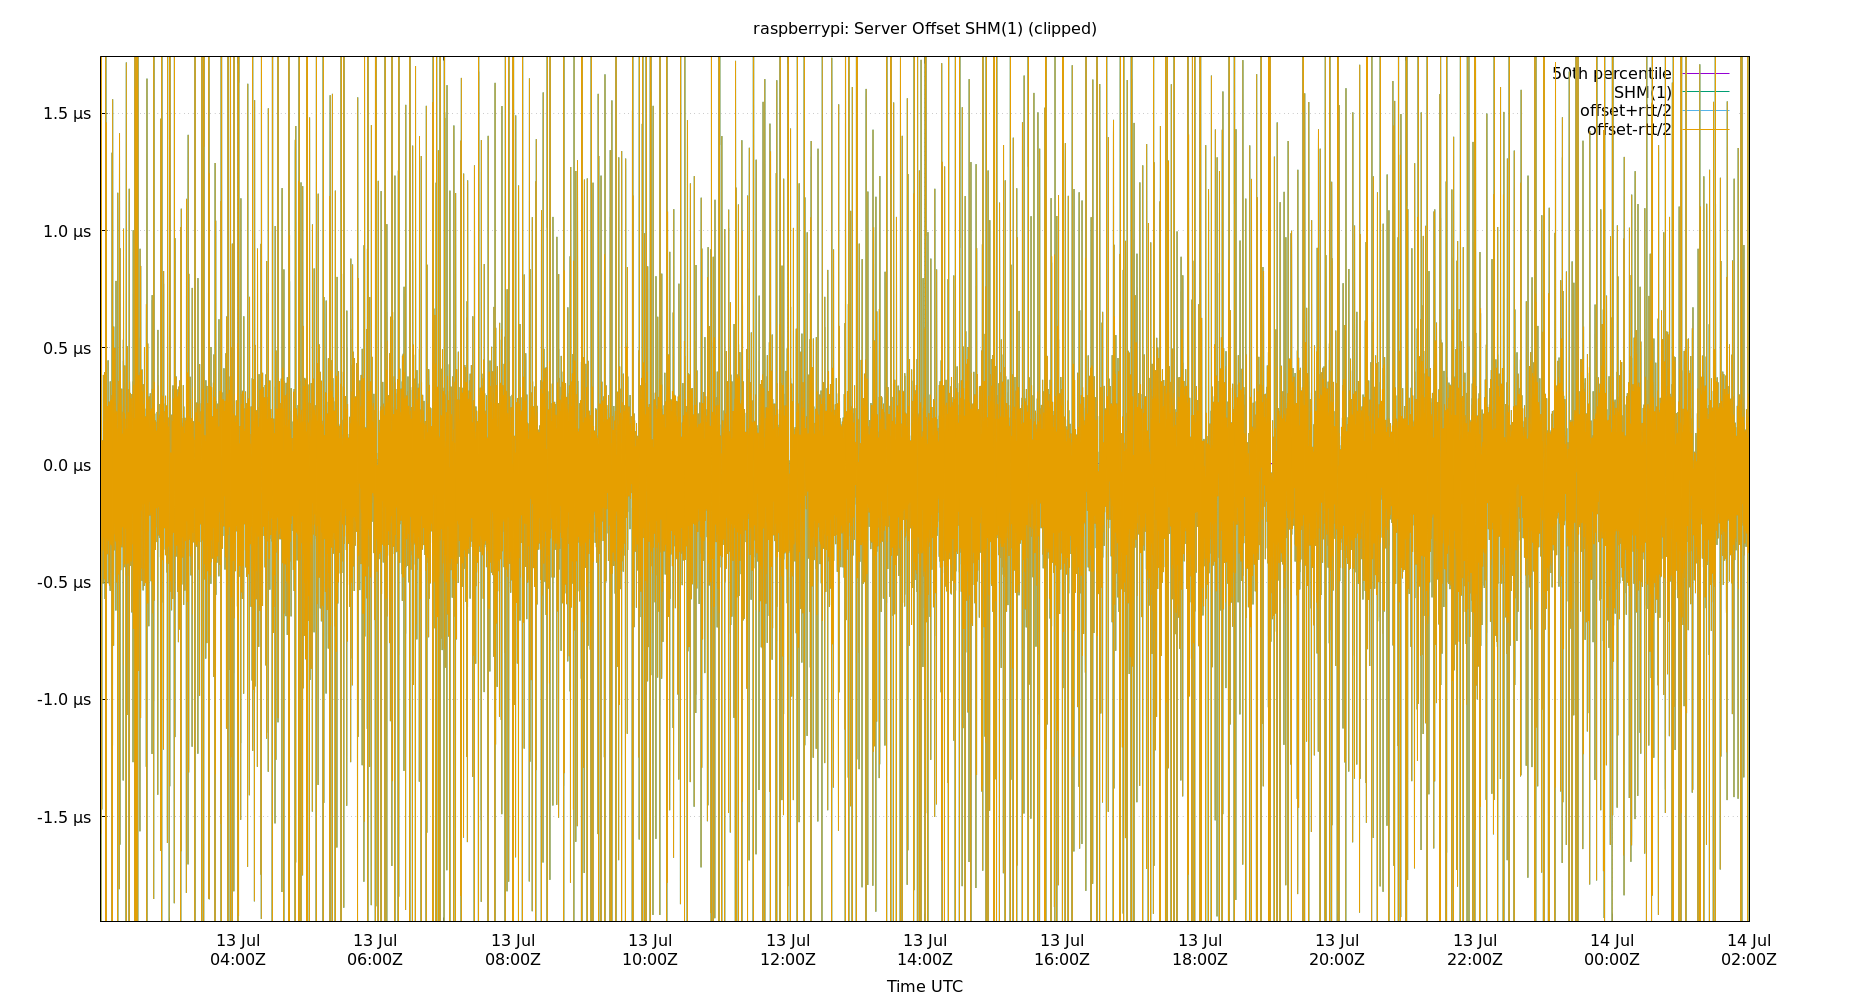 raspberrypi: Server Offset SHM(1) (clipped)
50th percentile
SHM(1)
offset+rtt/2
offset-rtt/2
1.5 µs
1.0 µs
0.5 µs
0.0 µs
-0.5 µs
-1.0 µs
-1.5 µs
13 Jul 13 Jul 13 Jul 13 Jul 13 Jul 13 Jul 13 Jul 13 Jul 13 Jul 13 Jul 14 Jul 14 Jul
04:00Z 06:00Z 08:00Z 10:00Z 12:00Z 14:00Z 16:00Z 18:00Z 20:00Z 22:00Z 00:00Z 02:00Z
Time UTC